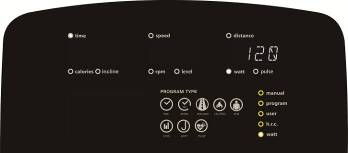 time speed distance
120
calories incline rpm level watt pulse
PROGRAM TYPE
manual
program
user
h.r.c.
watt